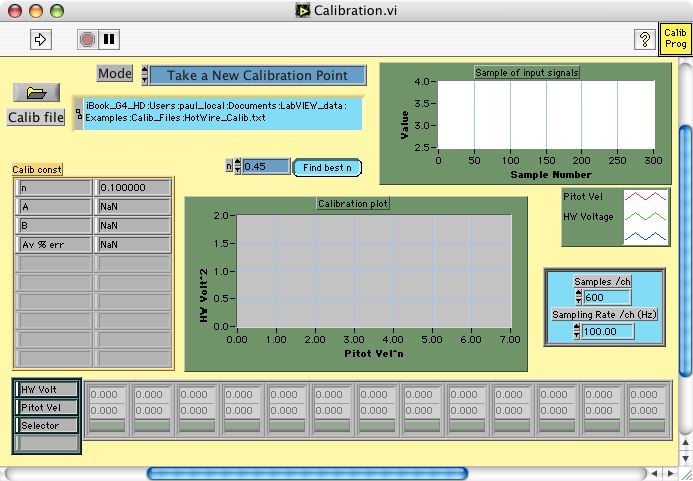 Calibration.vi
?
Calib
Prog
Mode
Take a New Calibration Point
Calib file
iBook_G4_HD:Users:paul_local:Documents:LabVIEW_data:
Examples:Calib_Files:HotWire_Calib.txt
Sample of input signals
Value
4.0
3.5
3.0
2.5
0 50 100 150 200 250 300
Sample Number
n 0.45 Find best n
Calib const
n 0.100000
A NaN
B NaN
Av % err NaN
Calibration plot
HW Volt^2
2.0
1.5
1.0
0.5
0.0
0.00 1.00 2.00 3.00 4.00 5.00 6.00 7.00
Pitot Vel^n
Pitot Vel
HW Voltage
Samples /ch
600
Sampling Rate /ch (Hz)
100.00
HW Volt 0.000 0.000 0.000 0.000 0.000 0.000 0.000 0.000 0.000 0.000 0.000 0.000 0.000
Pitot Vel 0.000 0.000 0.000 0.000 0.000 0.000 0.000 0.000 0.000 0.000 0.000 0.000 0.000
Selector